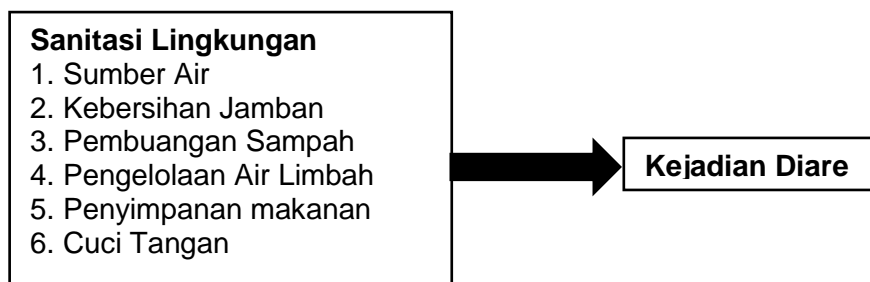 Sanitasi Lingkungan
1. Sumber Air
2. Kebersihan Jamban
3. Pembuangan Sampah
4. Pengelolaan Air Limbah
5. Penyimpanan makanan
6. Cuci Tangan
Kejadian Diare